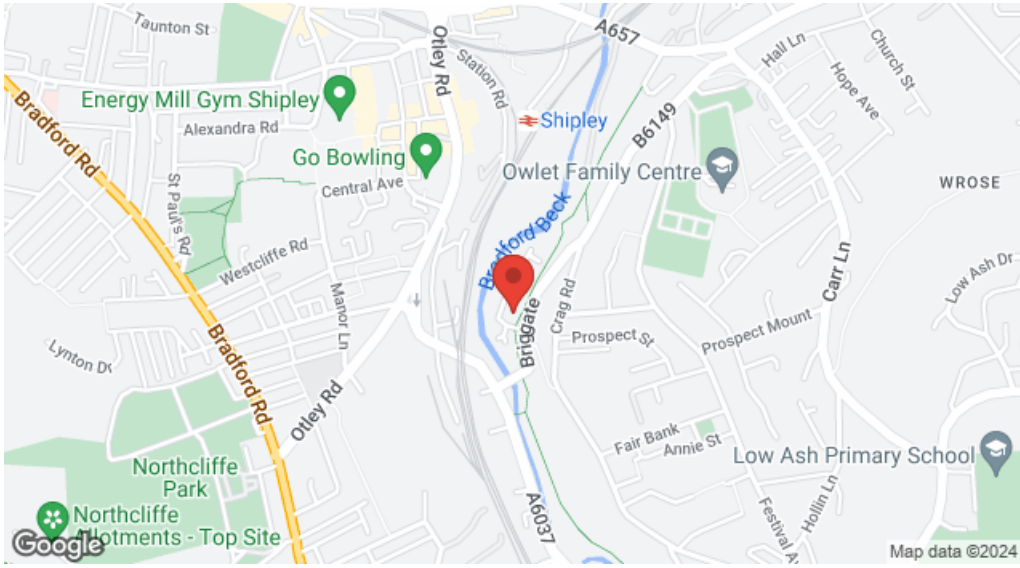 Taunton St
Otley Rd
A657
Hall Ln
Church St
Station Rd
Hope Ave
Bradford Rd
Energy Mill Gym Shipley
Shipley
B6149
Alexandra Rd
Go Bowling
Owlet Family Centre
Central Ave
WROSE
St Paul's Rd
Bradford Beck
Westcliffe Rd
Carr Ln
Low Ash Dr
Manor Ln
Crag Rd
Briggate
Prospect St
Prospect Mount
Bradford Rd
Otley Rd
Fair Bank
Annie St
Low Ash Primary School
Northcliffe
Park
Hollin Ln
A6037
Northcliffe
Allotments - Top Site
Google
Map data ©2024